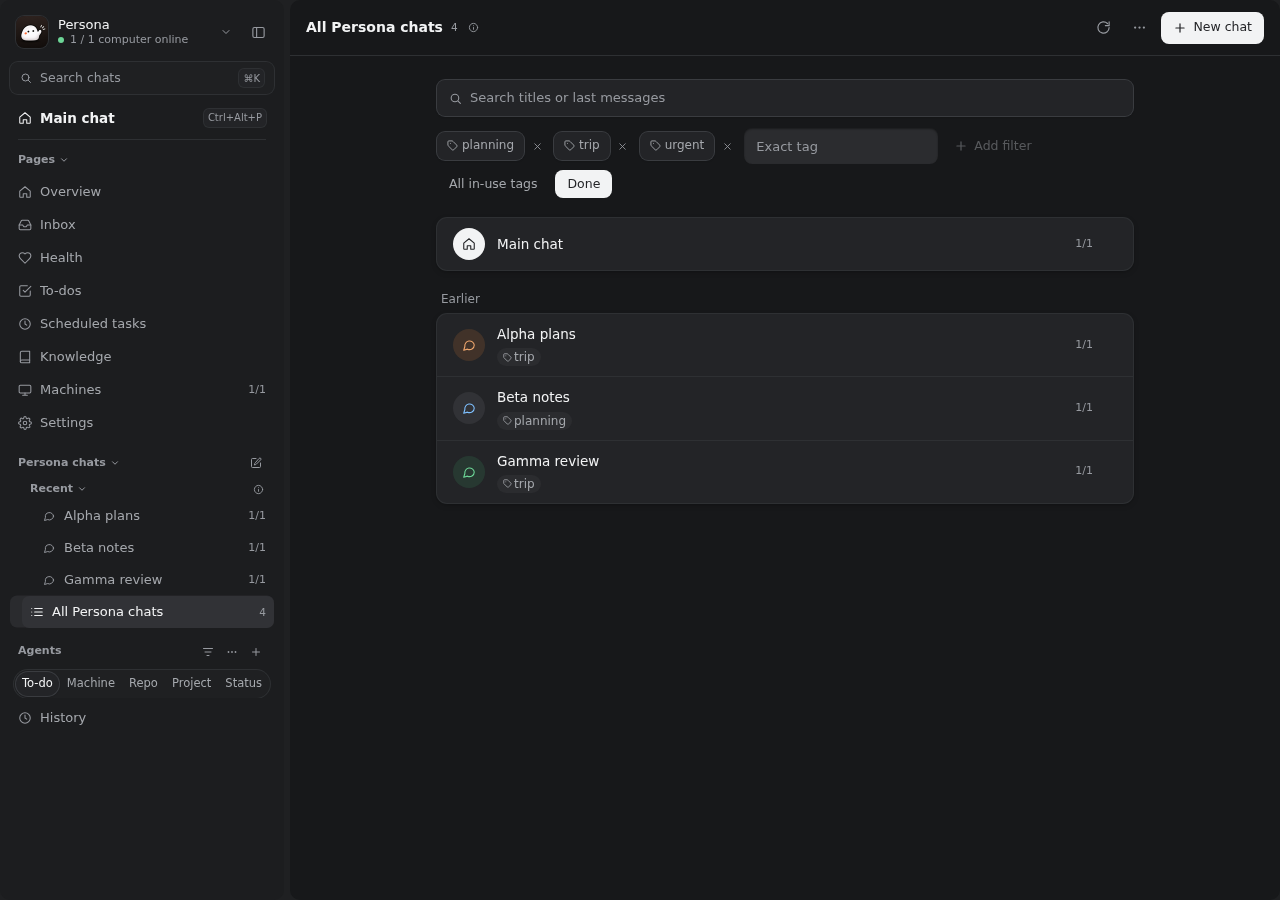 Persona
1 / 1 computer online
Search chats
⌘K
Main chat
Ctrl+Alt+P
Pages
Overview
Inbox
Health
To-dos
Scheduled tasks
Knowledge
Machines 1/1
Settings
Persona chats
Recent
Alpha plans 1/1
Beta notes 1/1
Gamma review 1/1
All Persona chats 4
Agents
To-do Machine Repo Project Status
History
All Persona chats 4
New chat
Search titles or last messages
planning trip urgent Exact tag Add filter
All in-use tags Done
Main chat 1/1
Earlier
Alpha plans 1/1
trip
Beta notes 1/1
planning
Gamma review 1/1
trip